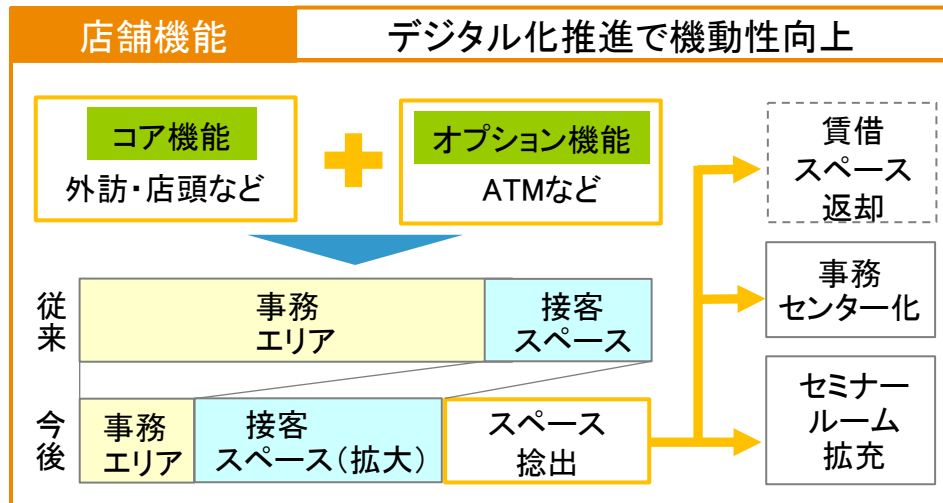 店舗機能
デジタル化推進で機動性向上
コア機能
外訪・店頭など
オプション機能
ATMなど
賃借
スペース
返却
従来
事務
エリア
接客
スペース
事務
センター化
今後
事務
エリア
接客
スペース(拡大)
スペース
捻出
セミナー
ルーム
拡充